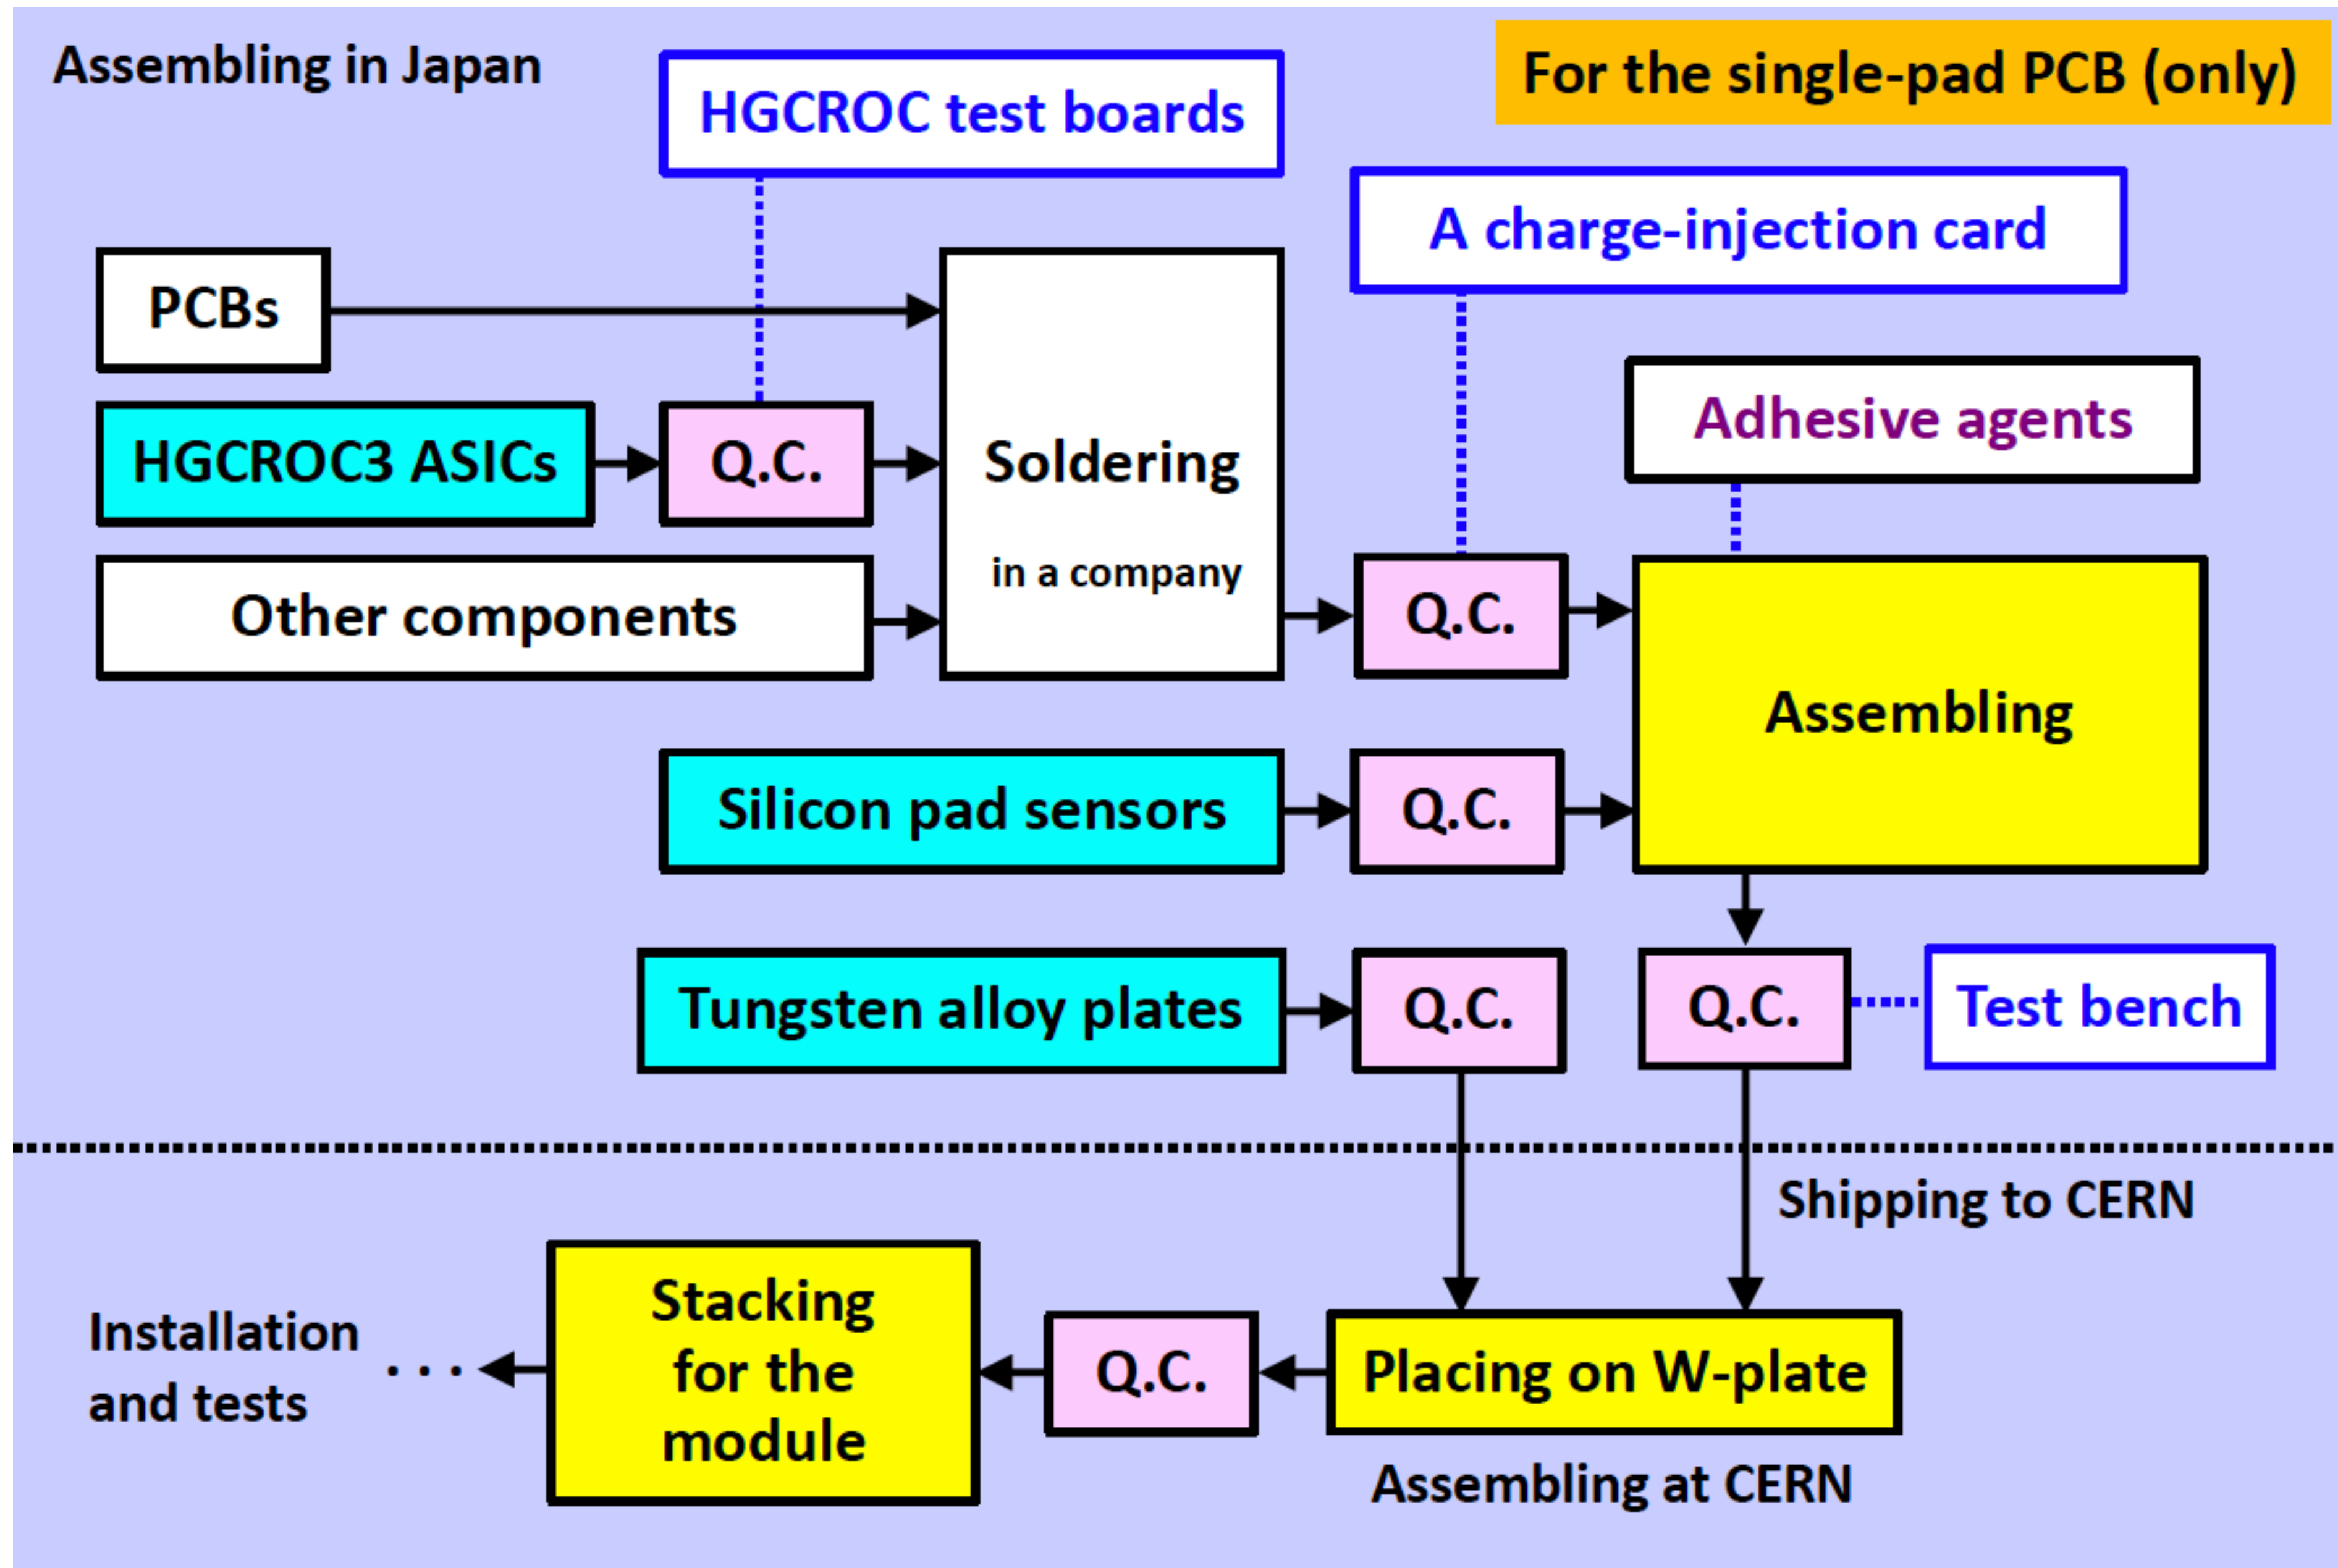 Assembling in Japan
For the single-pad PCB (only)
HGCROC test boards
A charge-injection card
PCBs
Adhesive agents
HGCROC3 ASICs
Q.C.
Soldering
in a company
Other components
Q.C.
Assembling
Silicon pad sensors
Q.C.
Tungsten alloy plates
Q.C.
Q.C.
Test bench
Shipping to CERN
Installation
and tests
. . .
Stacking
for the
module
Q.C.
Placing on W-plate
Assembling at CERN